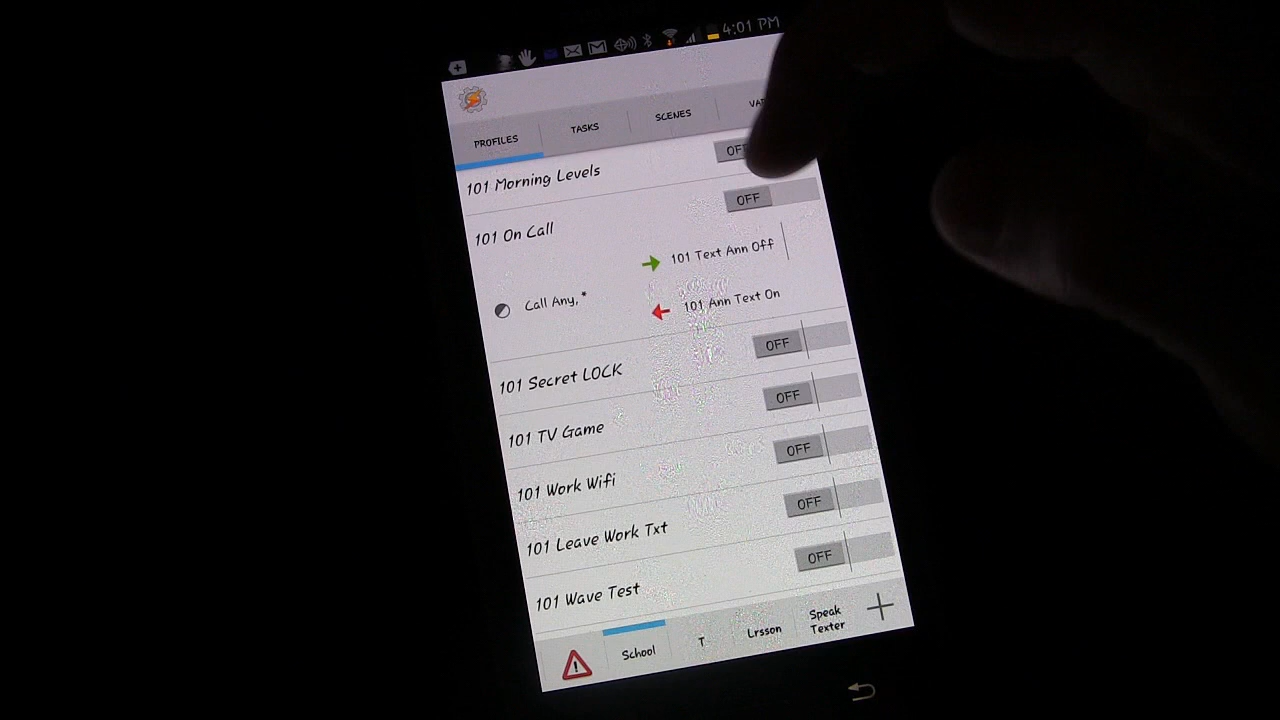 4:01 PM
PROFILES TASKS SCENES
101 Morning Levels OFF
101 On Call OFF
101 Text Ann Off
Call Any, * 101 Ann Text On
101 Secret LOCK OFF
101 TV Game OFF
101 Work Wifi OFF
101 Leave Work Txt OFF
101 Wave Test OFF
School T Lrsson Speak
Texter